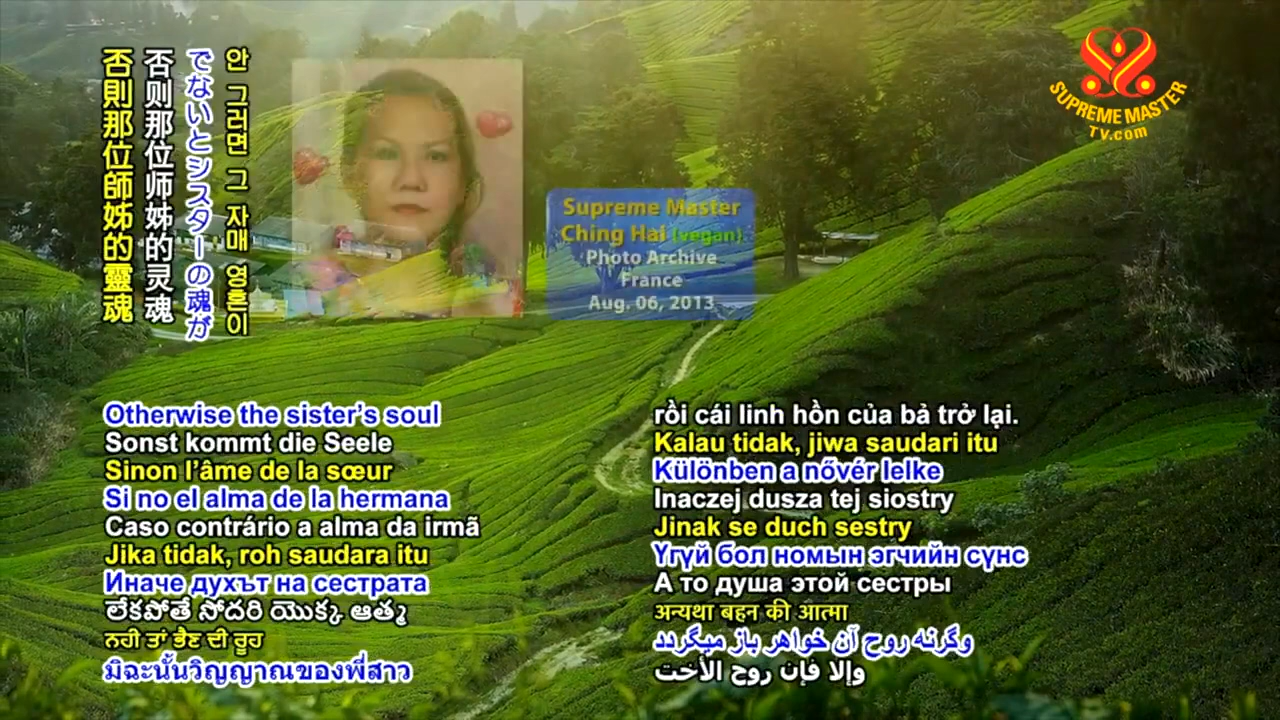 否則那位師姊的靈魂
否则那位师姊的灵魂
でないとシスターの魂が
안 그러면 그 자매 영혼이
SUPREME MASTER
TV.com
Supreme Master
Ching Hai (vegan)
Photo Archive
France
Aug. 06, 2013
Otherwise the sister’s soul
Sonst kommt die Seele
Sinon l’âme de la sœur
Si no el alma de la hermana
Caso contrário a alma da irmã
Jika tidak, roh saudara itu
Иначе духът на сестрата
లేకపోతే సోదరి యొక్క ఆత్మ
ਨਹੀ ਤਾਂ ਭੈਣ ਦੀ ਰੂਹ
มิฉะนั้นวิญญาณของพี่สาว
rồi cái linh hồn của bả trở lại.
Kalau tidak, jiwa saudari itu
Különben a nővér lelke
Inaczej dusza tej siostry
Jinak se duch sestry
Үгүй бол номын эгчийн сүнс
А то душа этой сестры
अन्यथा बहन की आत्मा
وگرنه روح آن خواهر باز میگردد
وإلا فإن روح الأخت